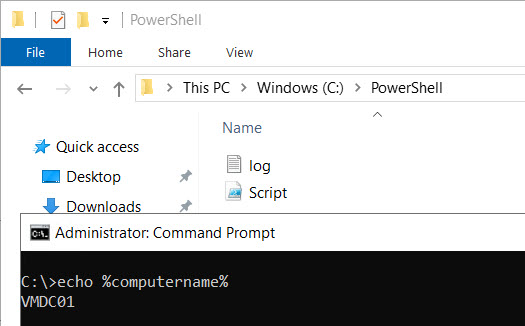 PowerShell
File Home Share View
This PC > Windows (C:) > PowerShell
Name
Quick access
log
Desktop
Script
Downloads
C:\. Administrator: Command Prompt
C:\>echo %computername%
VMDC01